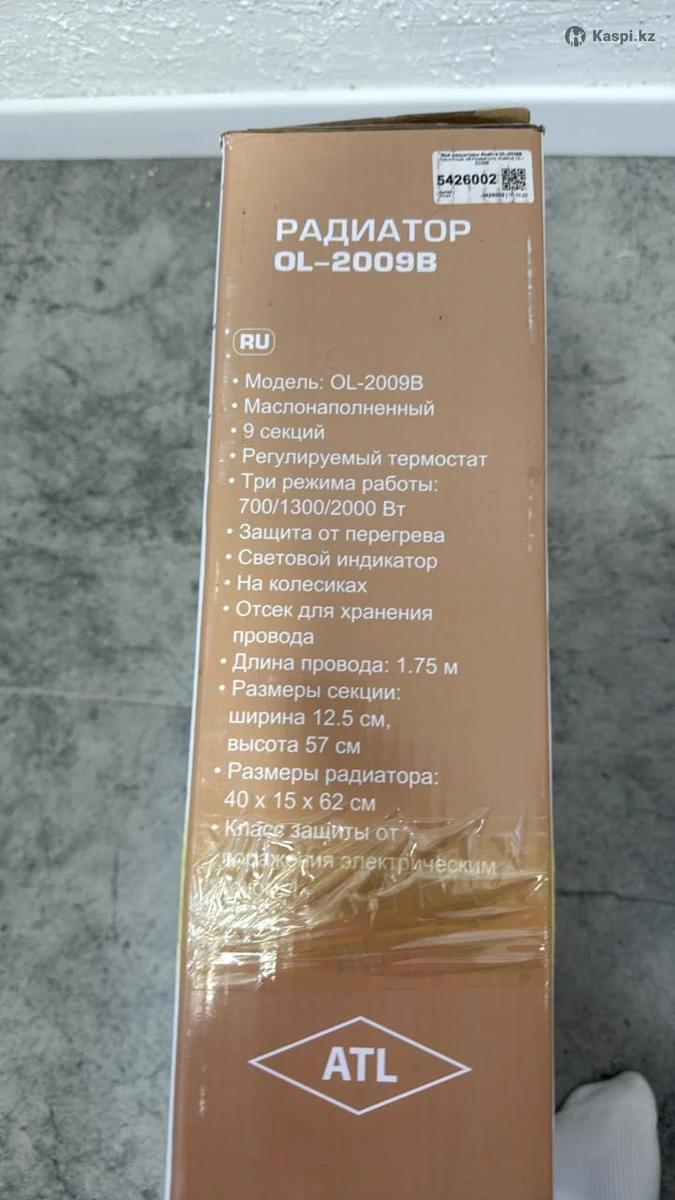 Kaspi.kz
5426002
РАДИАТОР
OL-2009B
RU
• Модель: OL-2009B
• Маслонаполненный
• 9 секций
• Регулируемый термостат
• Три режима работы:
700/1300/2000 Вт
• Защита от перегрева
• Световой индикатор
• На колесиках
• Отсек для хранения
провода
• Длина провода: 1.75 м
• Размеры секции:
ширина 12.5 см,
высота 57 см
• Размеры радиатора:
40 x 15 x 62 см
• Класс защиты от
поражения электрическим
ATL